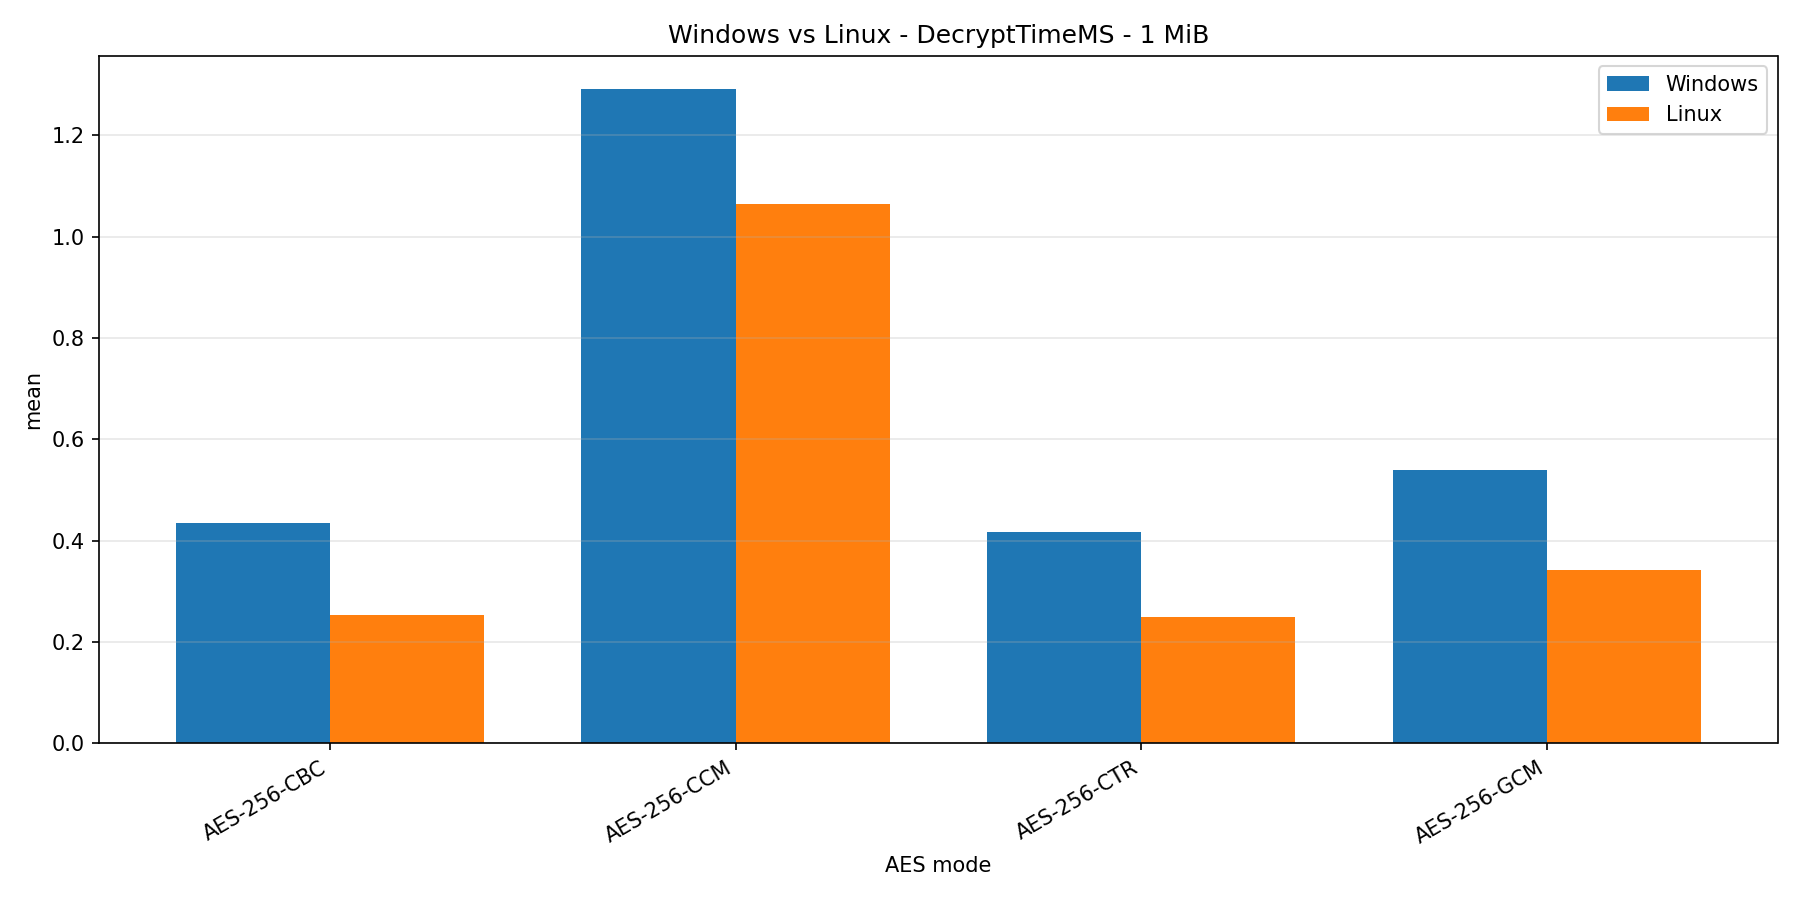 Windows vs Linux - DecryptTimeMS - 1 MiB
Windows
Linux
mean
1.2
1.0
0.8
0.6
0.4
0.2
0.0
AES-256-CBC
AES-256-CCM
AES-256-CTR
AES-256-GCM
AES mode